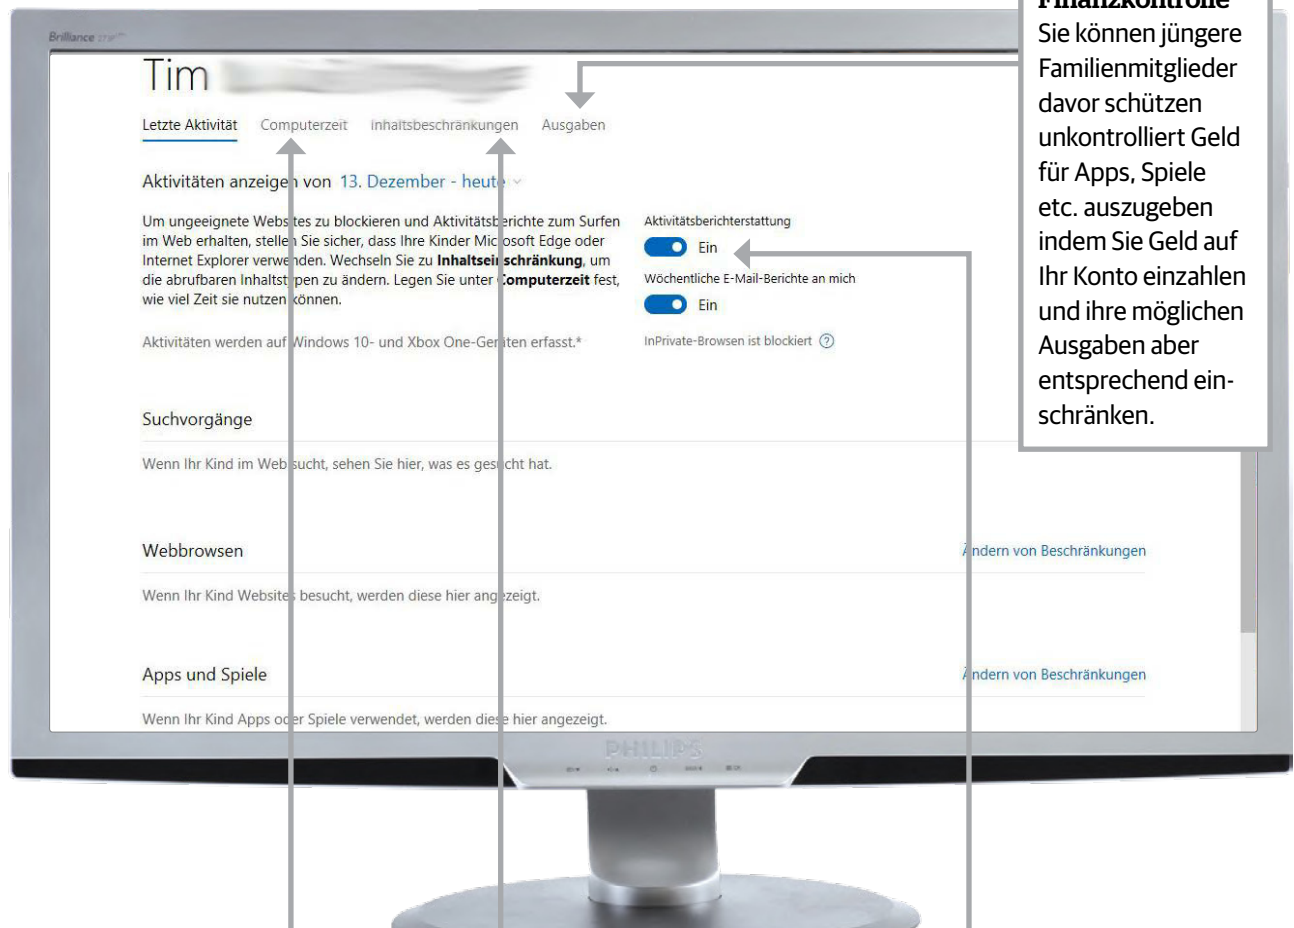 Brilliance
Tim
Letzte Aktivität Computerzeit Inhaltsbeschränkungen Ausgaben
Aktivitäten anzeigen von 13. Dezember - heute
Um ungeeignete Websites zu blockieren und Aktivitätsberichte zum Surfen
im Web erhalten, stellen Sie sicher, dass Ihre Kinder Microsoft Edge oder
Internet Explorer verwenden. Wechseln Sie zu Inhaltseinschränkung, um
die abrufbaren Inhaltstypen zu ändern. Legen Sie unter Computerzeit fest,
wie viel Zeit sie nutzen können.
Aktivitäten werden auf Windows 10- und Xbox One-Geräten erfasst.*
Aktivitätsberichterstattung
Ein
Wöchentliche E-Mail-Berichte an mich
Ein
InPrivate-Browsen ist blockiert ?
Suchvorgänge
Wenn Ihr Kind im Web sucht, sehen Sie hier, was es gesucht hat.
Webbrowsen Ändern von Beschränkungen
Wenn Ihr Kind Websites besucht, werden diese hier angezeigt.
Apps und Spiele Ändern von Beschränkungen
Wenn Ihr Kind Apps oder Spiele verwendet, werden diese hier angezeigt.
PHILIPS
Finanzkontrolle
Sie können jüngere
Familienmitglieder
davor schützen
unkontrolliert Geld
für Apps, Spiele
etc. auszugeben
indem Sie Geld auf
Ihr Konto einzahlen
und ihre möglichen
Ausgaben aber
entsprechend ein-
schränken.